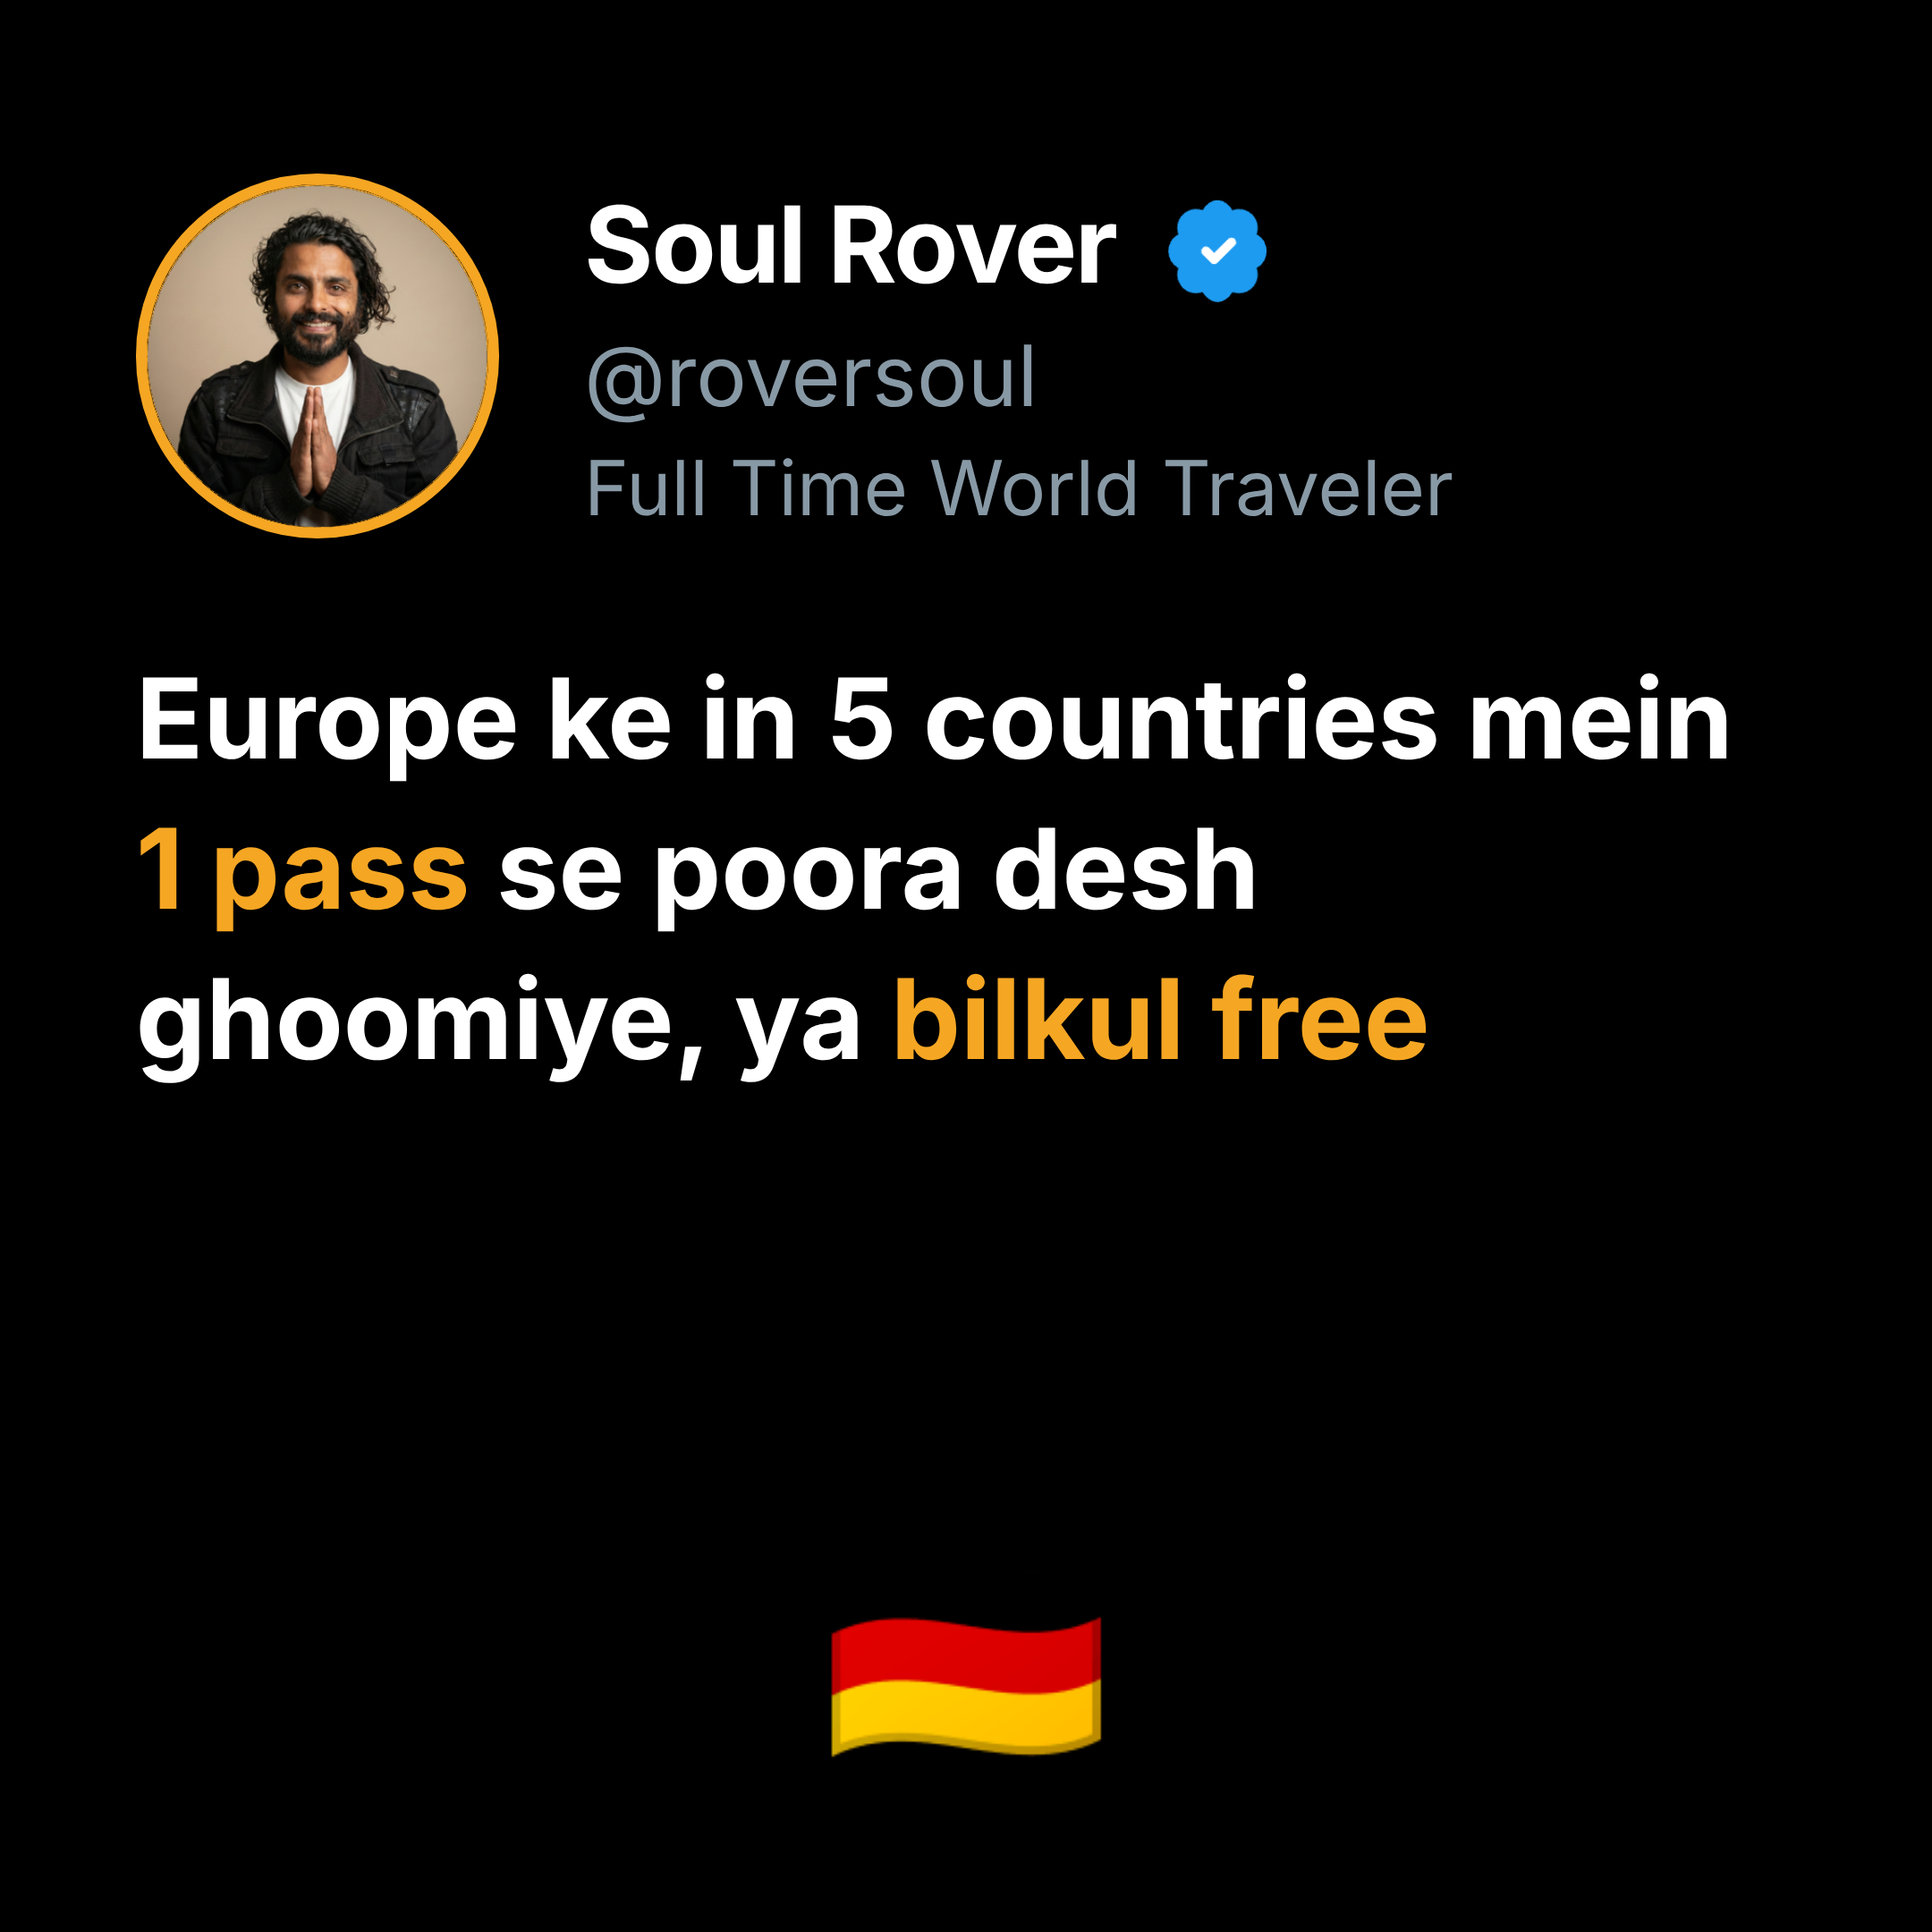 Soul Rover
@roversoul
Full Time World Traveler
Europe ke in 5 countries mein
1 pass se poora desh
ghoomiye, ya bilkul free